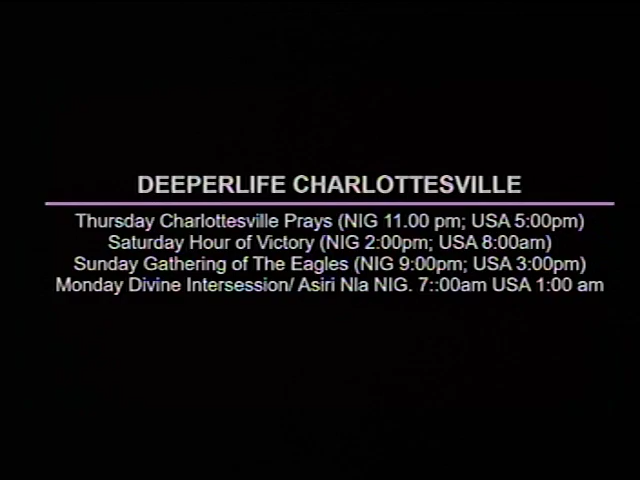 DEEPERLIFE CHARLOTTESVILLE
Thursday Charlottesville Prays (NIG 11.00 pm; USA 5:00pm)
Saturday Hour of Victory (NIG 2:00pm; USA 8:00am)
Sunday Gathering of The Eagles (NIG 9:00pm; USA 3:00pm)
Monday Divine Intersession/ Asiri Nla NIG. 7::00am USA 1:00 am